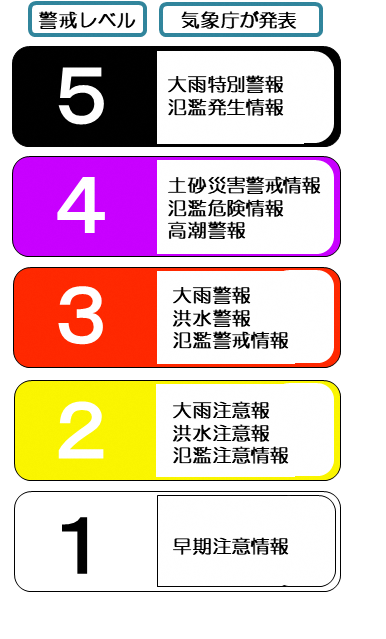 警戒レベル 気象庁が発表
5
大雨特別警報
氾濫発生情報
4
土砂災害警戒情報
氾濫危険情報
高潮警報
3
大雨警報
洪水警報
氾濫警戒情報
2
大雨注意報
洪水注意報
氾濫注意情報
1
早期注意情報